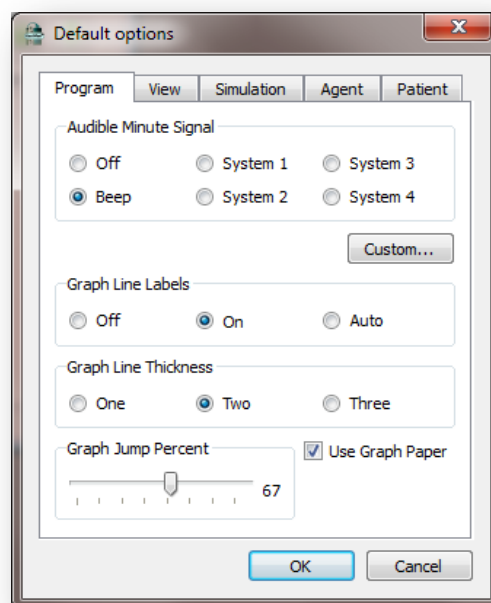 Default options
Program View Simulation Agent Patient
Audible Minute Signal
Off System 1 System 3
Beep System 2 System 4
Custom...
Graph Line Labels
Off On Auto
Graph Line Thickness
One Two Three
Graph Jump Percent
Use Graph Paper
67
OK Cancel